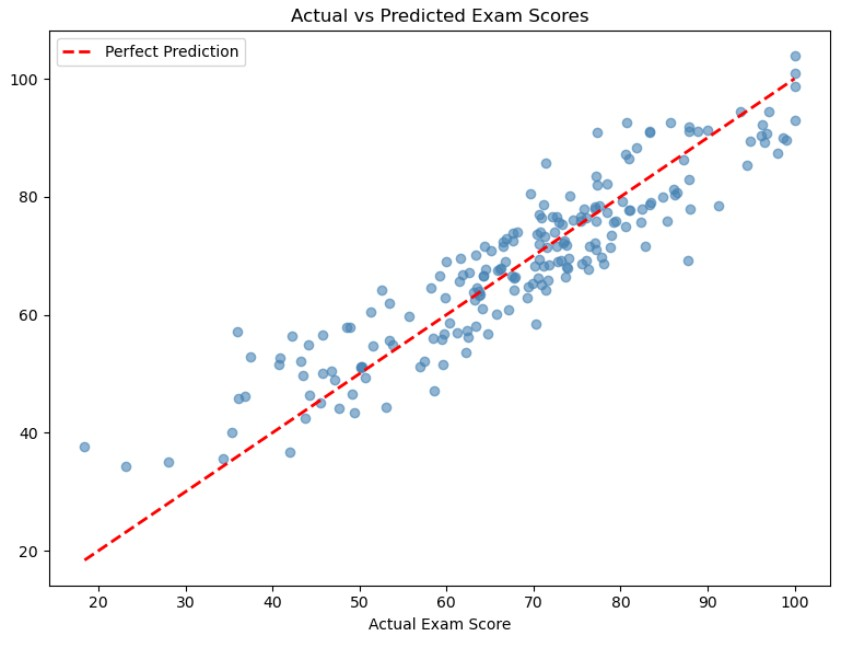 Actual vs Predicted Exam Scores
Perfect Prediction
100
80
60
40
20
20 30 40 50 60 70 80 90 100
Actual Exam Score